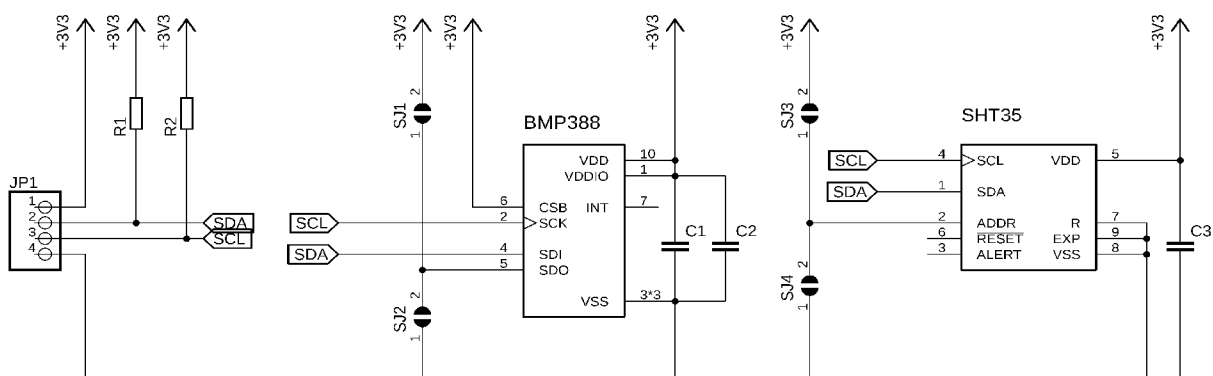 +3V3
+3V3
+3V3
R1
R2
JP1
1
2
3
4
SDA
SCL
+3V3
+3V3
+3V3
2
SJ1
1
BMP388
SCL
SDA
6
2
4
5
CSB
SCK
SDI
SDO
VDD
VDDIO
INT
VSS
10
1
7
3*3
C1
C2
2
SJ2
1
+3V3
+3V3
2
SJ3
1
SHT35
SCL
SDA
4
1
2
6
3
SCL
SDA
ADDR
RESET
ALERT
VDD
R
EXP
VSS
5
7
9
8
C3
2
SJ4
1